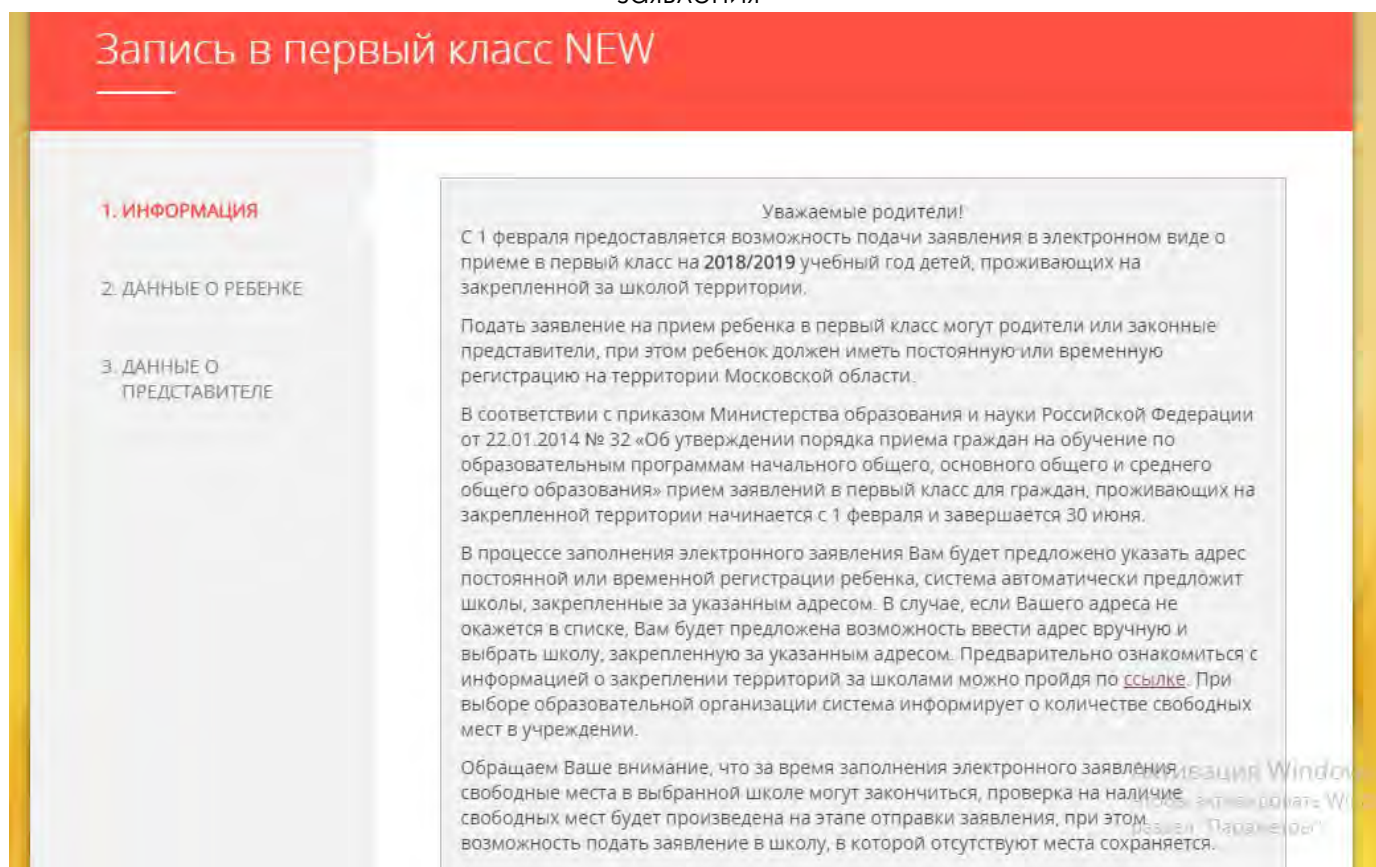 заявления
Запись в первый класс NEW
1. ИНФОРМАЦИЯ
2. ДАННЫЕ О РЕБЕНКЕ
3. ДАННЫЕ О
ПРЕДСТАВИТЕЛЕ
Уважаемые родители!
С 1 февраля предоставляется возможность подачи заявления в электронном виде о
приеме в первый класс на 2018/2019 учебный год детей, проживающих на
закрепленной за школой территории.
Подать заявление на прием ребенка в первый класс могут родители или законные
представители, при этом ребенок должен иметь постоянную или временную
регистрацию на территории Московской области.
В соответствии с приказом Министерства образования и науки Российской Федерации
от 22.01.2014 № 32 «Об утверждении порядка приема граждан на обучение по
образовательным программам начального общего, основного общего и среднего
общего образования» прием заявлений в первый класс для граждан, проживающих на
закрепленной территории начинается с 1 февраля и завершается 30 июня.
В процессе заполнения электронного заявления Вам будет предложено указать адрес
постоянной или временной регистрации ребенка, система автоматически предложит
школы, закрепленные за указанным адресом. В случае, если Вашего адреса не
окажется в списке, Вам будет предложена возможность ввести адрес вручную и
выбрать школу, закрепленную за указанным адресом. Предварительно ознакомиться с
информацией о закреплении территорий за школами можно пройдя по ссылке. При
выборе образовательной организации система информирует о количестве свободных
мест в учреждении.
Обращаем Ваше внимание, что за время заполнения электронного заявления
свободные места в выбранной школе могут закончиться, проверка на наличие
свободных мест будет произведена на этапе отправки заявления, при этом
возможность подать заявление в школу, в которой отсутствуют места сохраняется.